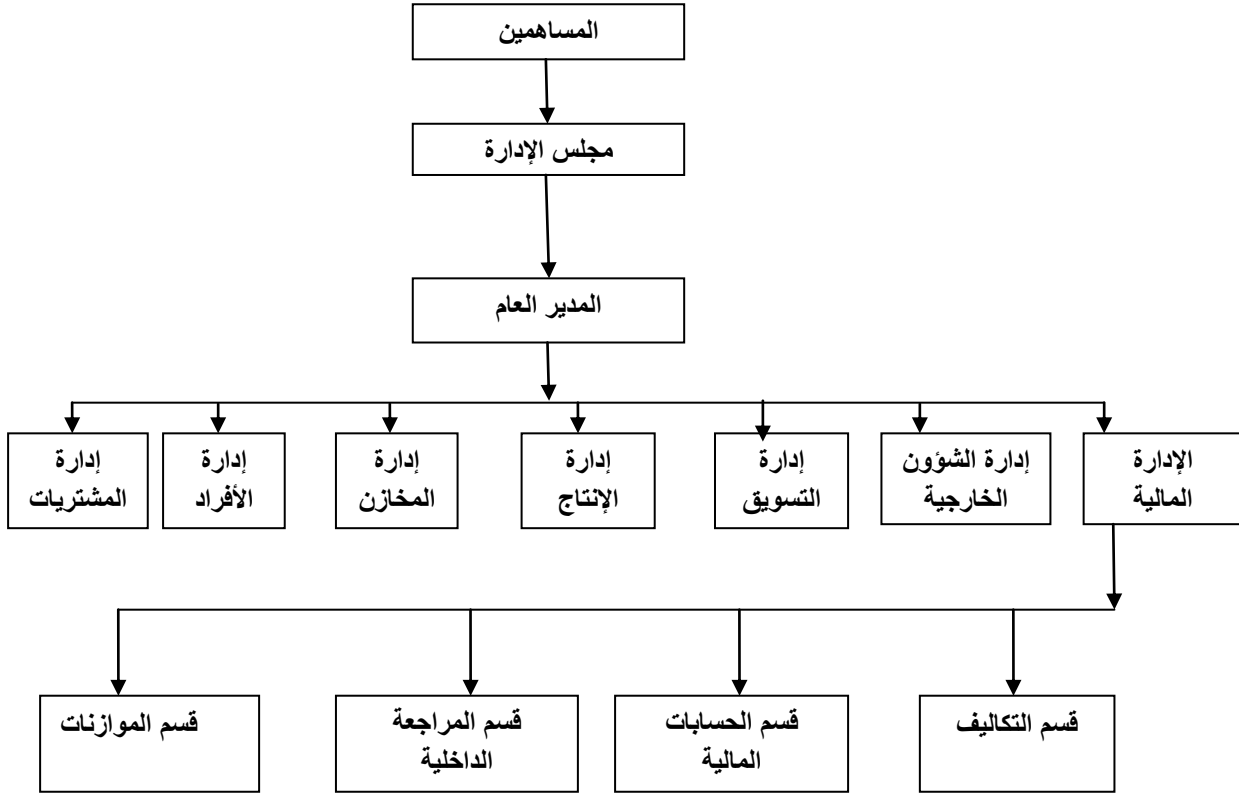 المساهمين
مجلس الإدارة
المدير العام
الإدارة
المالية
إدارة الشؤون
الخارجية
إدارة
التسويق
إدارة
الإنتاج
إدارة
المخازن
إدارة
الأفراد
إدارة
المشتريات
قسم التكاليف
قسم الحسابات
المالية
قسم المراجعة
الداخلية
قسم الموازنات